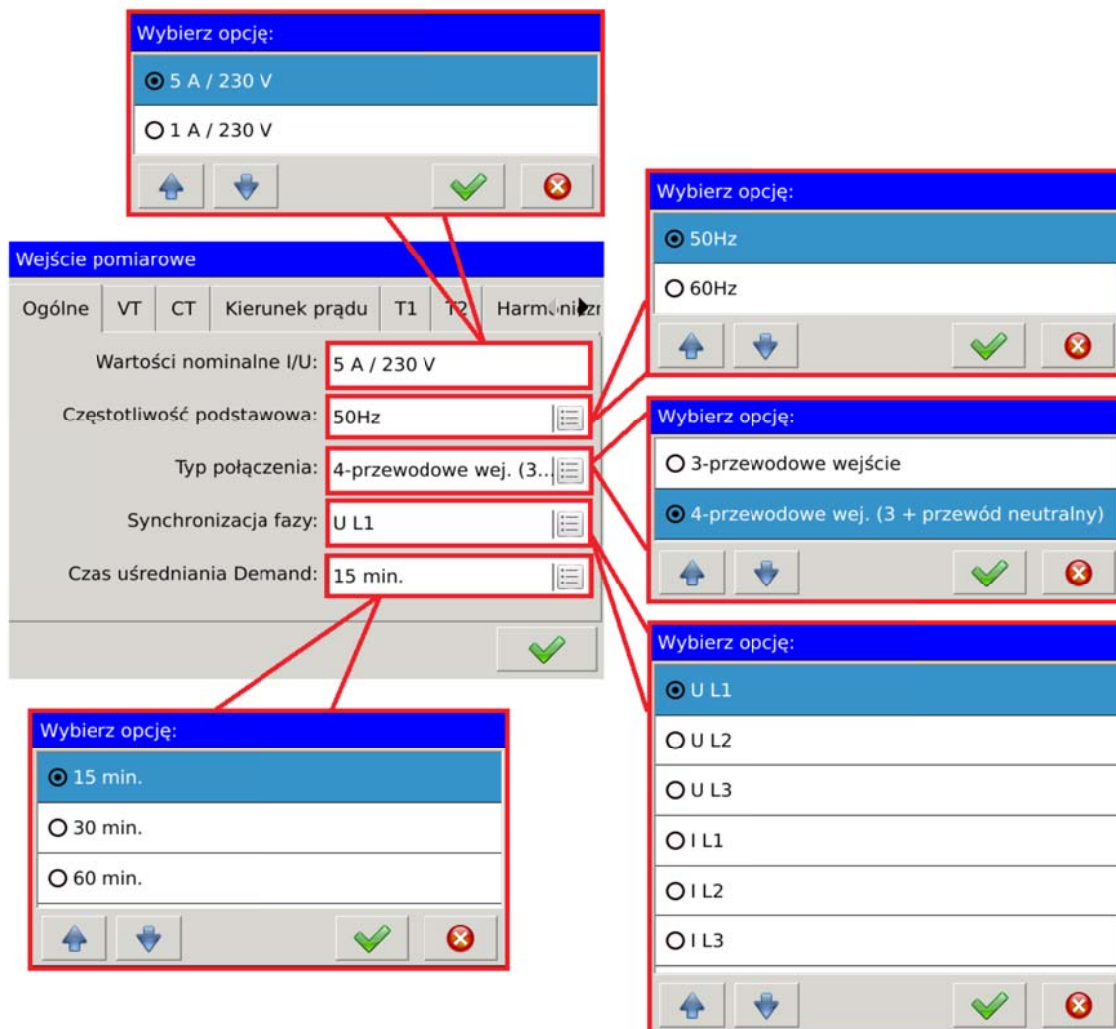 Wybierz opcję:
5 A / 230 V
1 A / 230 V
Wejście pomiarowe
Ogólne VT CT Kierunek prądu T1 T2
Wartości nominalne I/U: 5 A / 230 V
Częstotliwość podstawowa: 50Hz
Typ połączenia: 4-przewodowe wej. (3...
Synchronizacja fazy: U L1
Czas uśredniania Demand: 15 min.
Wybierz opcję:
50Hz
60Hz
Wybierz opcję:
3-przewodowe wejście
4-przewodowe wej. (3 + przewód neutralny)
Wybierz opcję:
U L1
U L2
U L3
I L1
I L2
I L3
Wybierz opcję:
15 min.
30 min.
60 min.